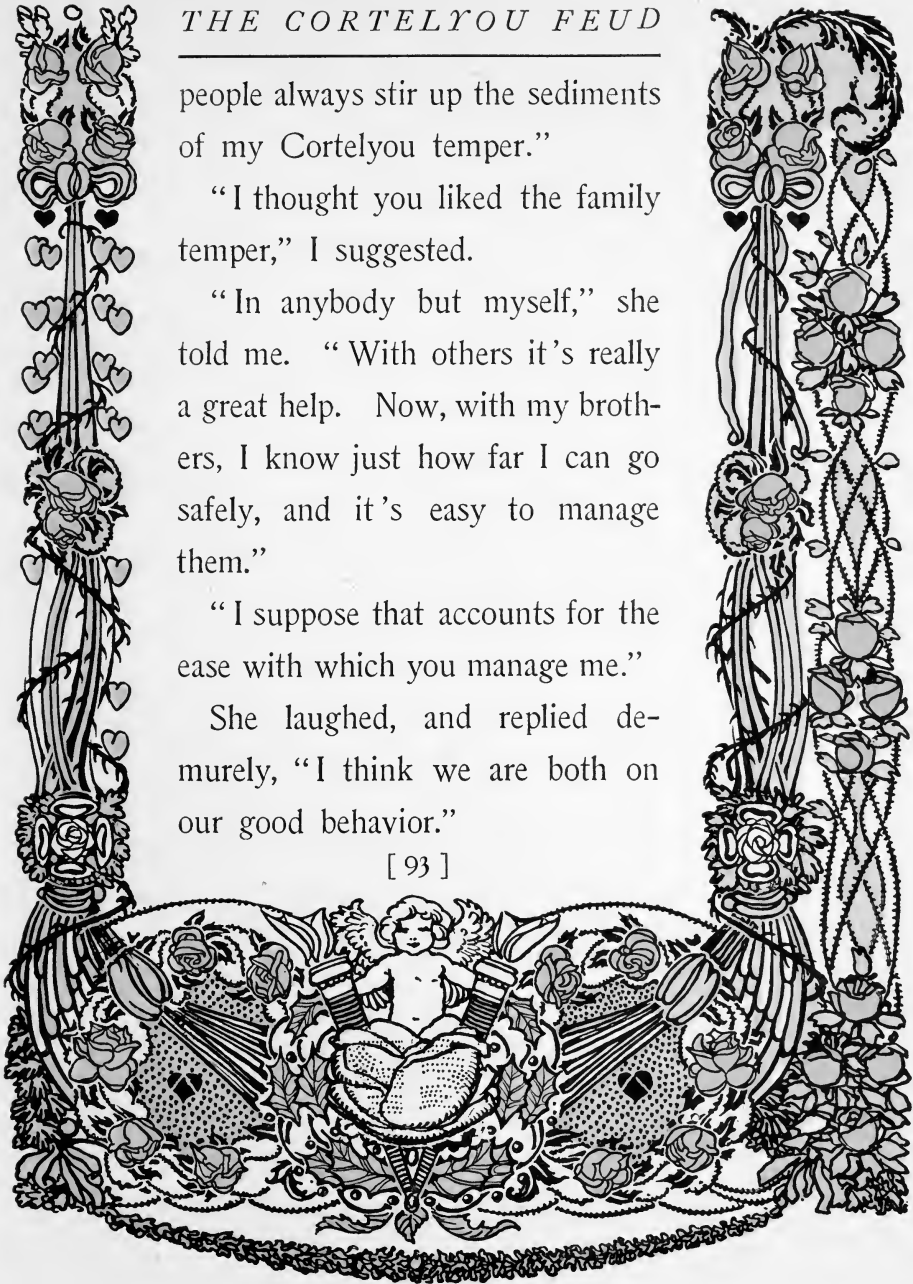 THE CORTELYOU FEUD
people always stir up the sediments
of my Cortelyou temper.”
“I thought you liked the family
temper,” I suggested.
“In anybody but myself,” she
told me. “With others it’s really
a great help. Now, with my broth-
ers, I know just how far I can go
safely, and it’s easy to manage
them.”
“I suppose that accounts for the
ease with which you manage me.”
She laughed, and replied de-
murely, “I think we are both on
our good behavior.”
[ 93 ]